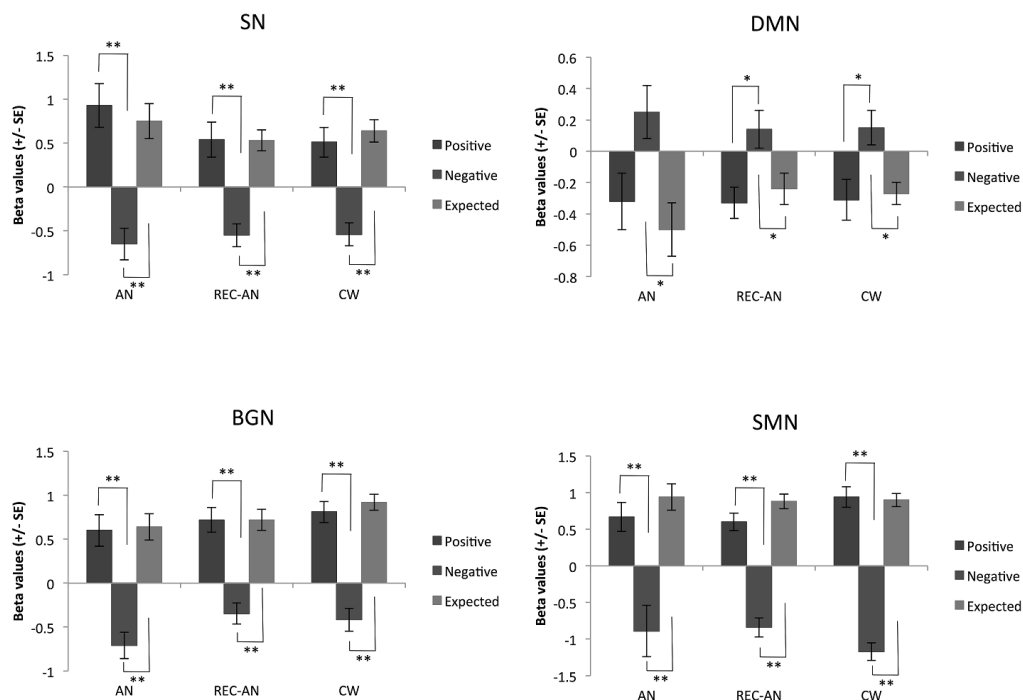 SN
Beta values (+/- SE)
1.5
1
0.5
0
-0.5
-1
**
**
**
**
**
**
AN
REC-AN
CW
Positive
Negative
Expected
DMN
Beta values (+/- SE)
0.6
0.4
0.2
0
-0.2
-0.4
-0.6
-0.8
*
*
*
*
*
AN
REC-AN
CW
Positive
Negative
Expected
BGN
Beta values (+/- SE)
1.5
1
0.5
0
-0.5
-1
**
**
**
**
**
**
AN
REC-AN
CW
Positive
Negative
Expected
SMN
Beta values (+/- SE)
1.5
1
0.5
0
-0.5
-1
-1.5
**
**
**
**
**
**
AN
REC-AN
CW
Positive
Negative
Expected